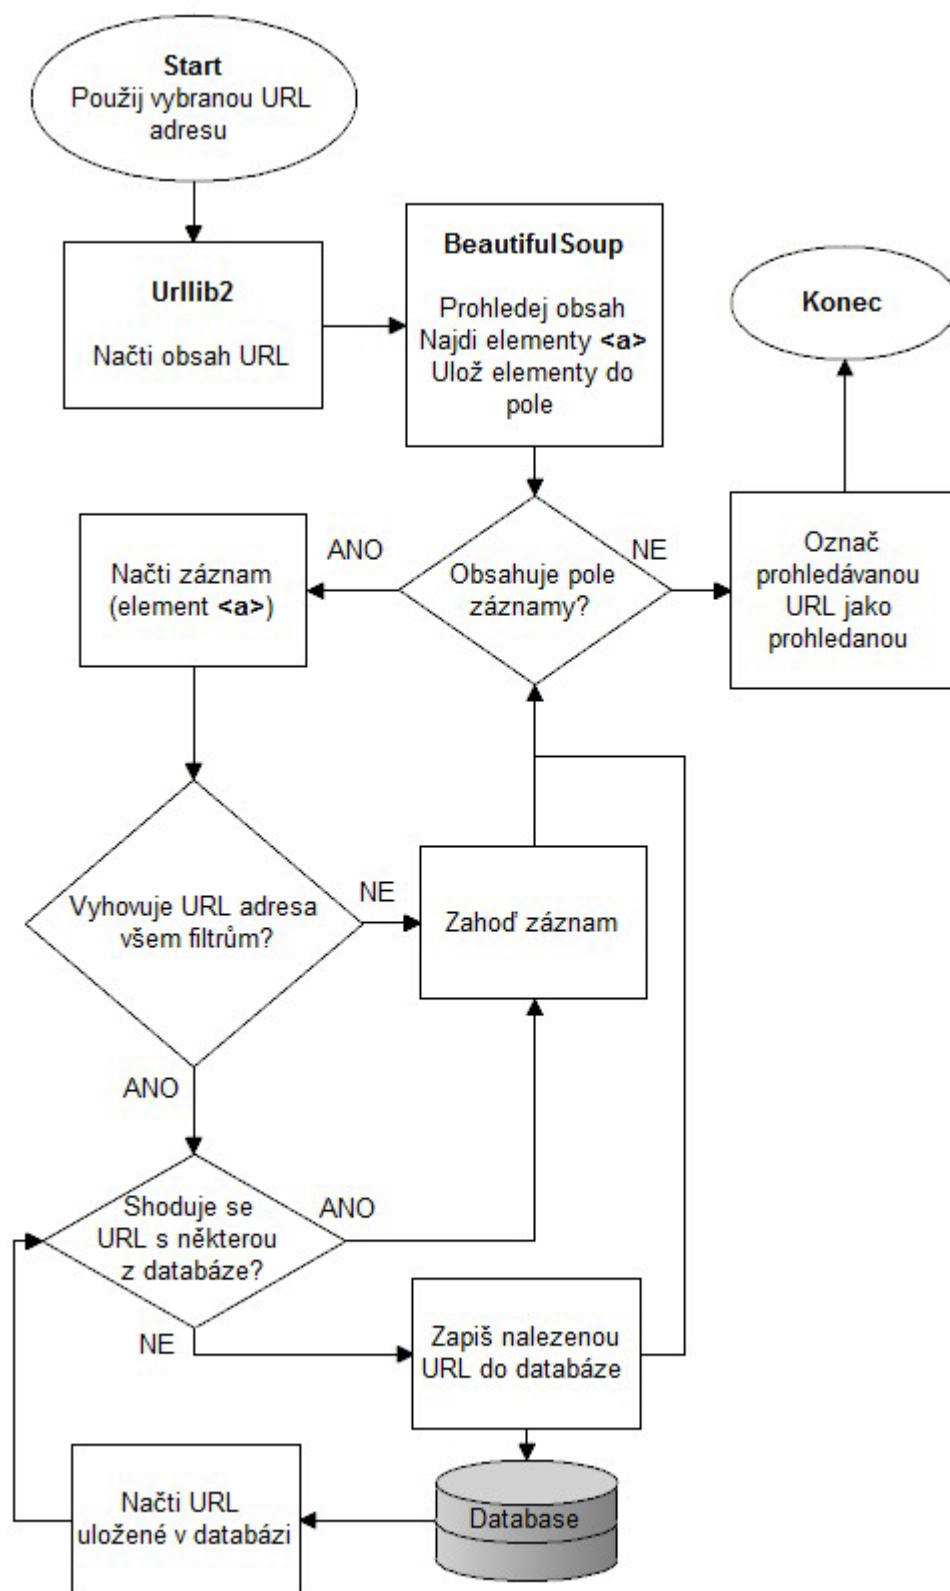 Start
Použij vybranou URL
adresu
Urllib2
Načti obsah URL
BeautifulSoup
Prohledej obsah
Najdi elementy <a>
Ulož elementy do
pole
Konec
ANO
Obsahuje pole
záznamy?
NE
Načti záznam
(element <a>)
Označ
prohledávanou
URL jako
prohledanou
Vyhovuje URL adresa
všem filtrům?
NE
Zahoď záznam
ANO
Shoduje se
URL s některou
z databáze?
ANO
NE
Zapiš nalezenou
URL do databáze
Načti URL
uložené v databázi
Database